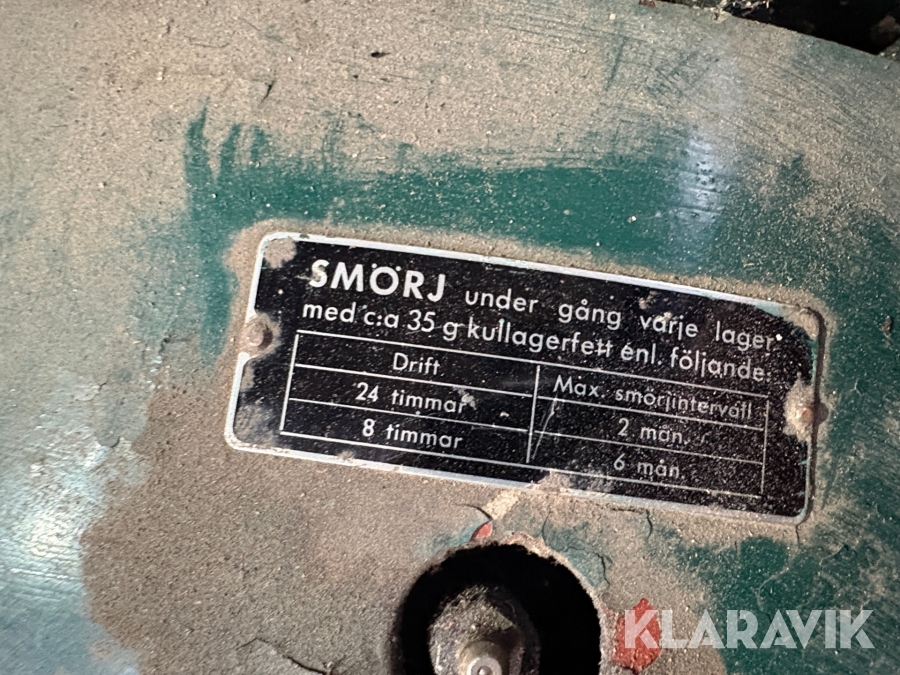 SMÖRJ under gång varje lager
med c:a 35 g kullagerfett enl. följande:
Drift Max. smörjintervall
24 timmar 2 mån.
8 timmar 6 mån
KLARAVIK